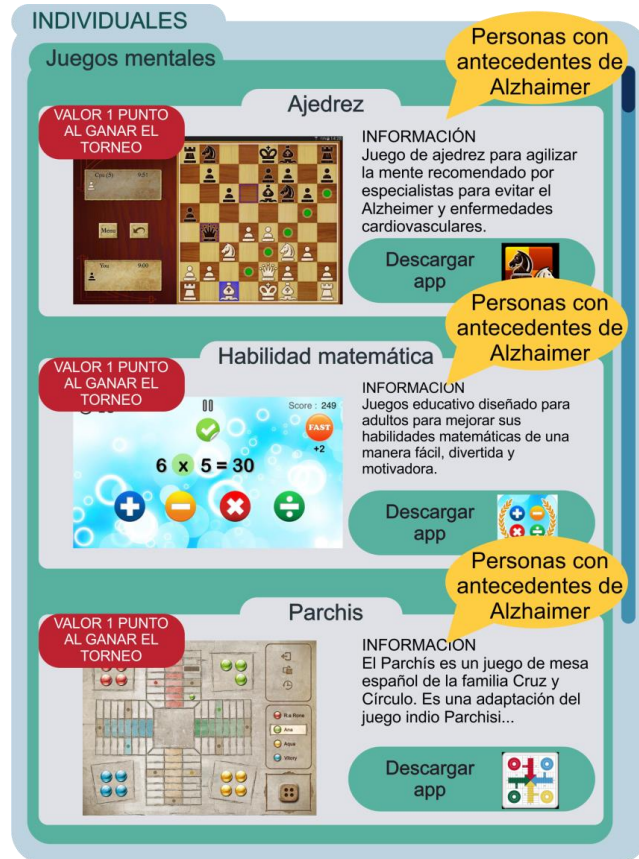 INDIVIDUALES
Juegos mentales
Personas con
antecedentes de
Alzhaimer
Ajedrez
VALOR 1 PUNTO
AL GANAR EL
TORNEO
Menu
You
INFORMACIÓN
Juego de ajedrez para agilizar
la mente recomendado por
especialistas para evitar el
Alzheimer y enfermedades
cardiovasculares.
Descargar
app
Personas con
antecedentes de
Alzhaimer
Habilidad matemática
VALOR 1 PUNTO
AL GANAR EL
TORNEO
Score : 249
FAST
+2
6 x 5 = 30
INFORMACIÓN
Juegos educativo diseñado para
adultos para mejorar sus
habilidades matemáticas de una
manera fácil, divertida y
motivadora.
Descargar
app
Personas con
antecedentes de
Alzhaimer
Parchis
VALOR 1 PUNTO
AL GANAR EL
TORNEO
Ana
Aqua
INFORMACIÓN
El Parchís es un juego de mesa
español de la familia Cruz y
Círculo. Es una adaptación del
juego indio Parchisi...
Descargar
app